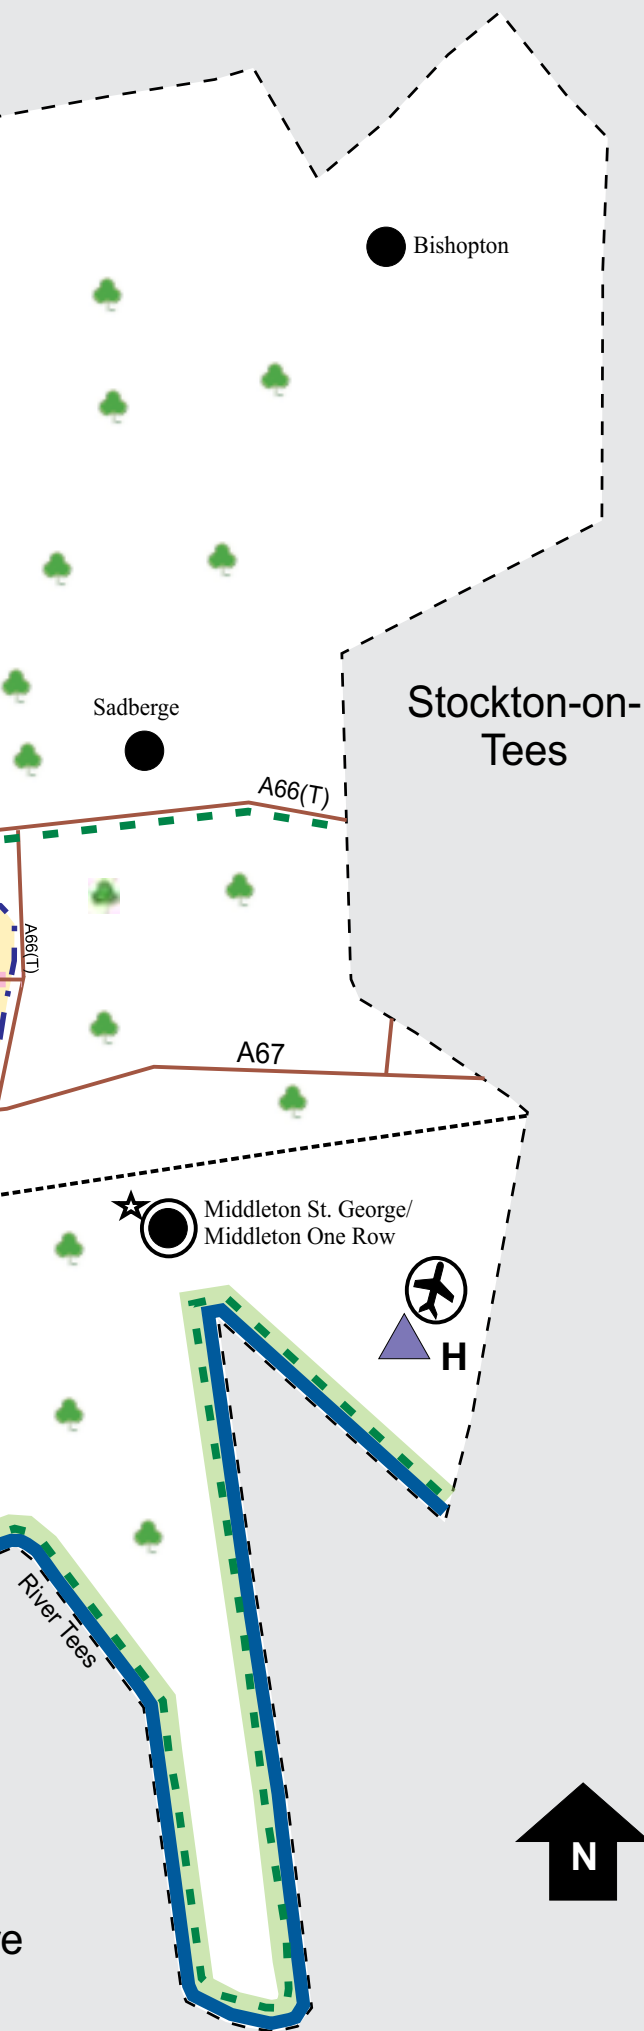 Bishopton
Stockton-on-
Tees
Sadberge
A66(T)
A66(T)
A67
Middleton St. George/
Middleton One Row
H
River Tees
N